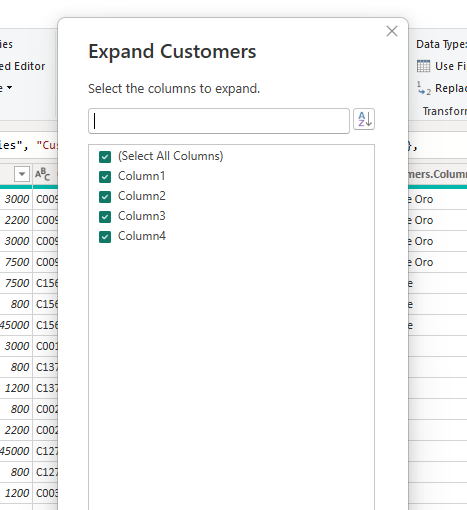 ies
ed Editor
e
Expand Customers
Select the columns to expand.
(Select All Columns)
Column1
Column2
Column3
Column4
Data Type:
Use Fi
Replac
Transform
ies", "Cus
},
ABC
mers.Column
3000 C009 e Oro
2200 C009 e Oro
3000 C009 e Oro
7500 C009 e Oro
7500 C156 e
800 C156 e
45000 C156 e
3000 C001
800 C137
1200 C137
800 C002
2200 C002
45000 C127
800 C127
1200 C003